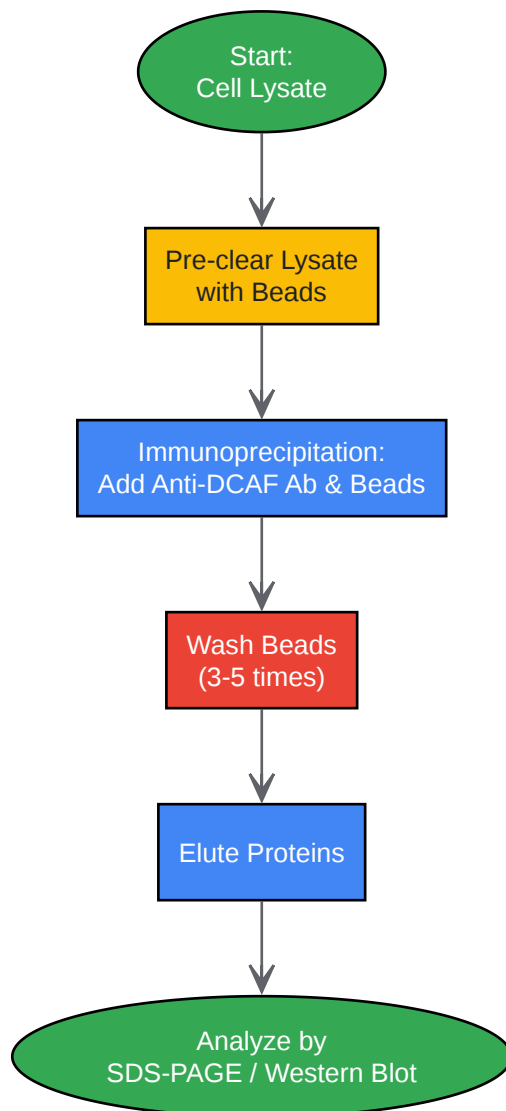 Start:
Cell Lysate
Pre-clear Lysate
with Beads
Immunoprecipitation:
Add Anti-DCAF Ab & Beads
Wash Beads
(3-5 times)
Elute Proteins
Analyze by
SDS-PAGE / Western Blot